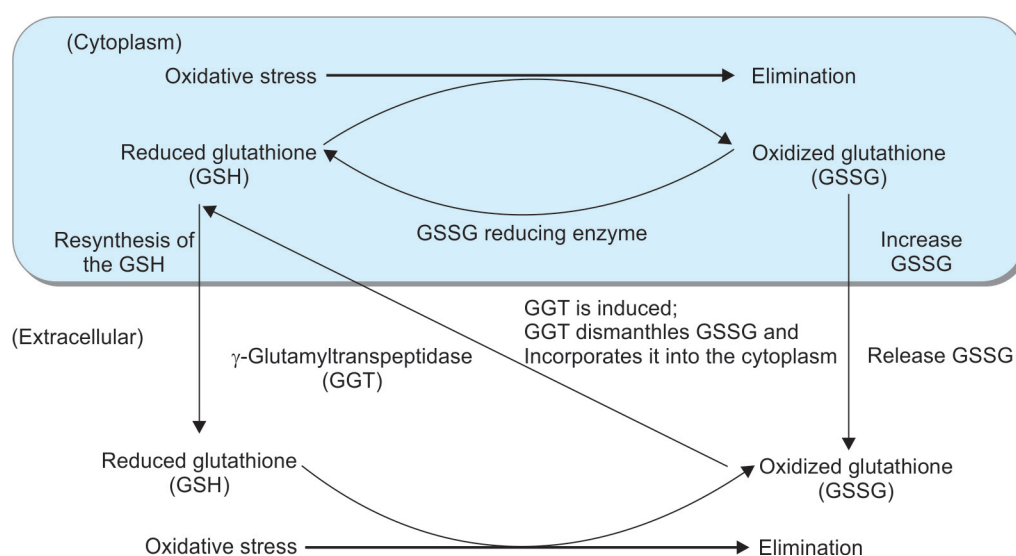 (Cytoplasm)
Oxidative stress
Elimination
Reduced glutathione
(GSH)
Oxidized glutathione
(GSSG)
GSSG reducing enzyme
Resynthesis of
the GSH
Increase
GSSG
(Extracellular)
GGT is induced;
GGT dismanthles GSSG and
Incorporates it into the cytoplasm
γ-Glutamyltranspeptidase
(GGT)
Release GSSG
Reduced glutathione
(GSH)
Oxidized glutathione
(GSSG)
Oxidative stress
Elimination